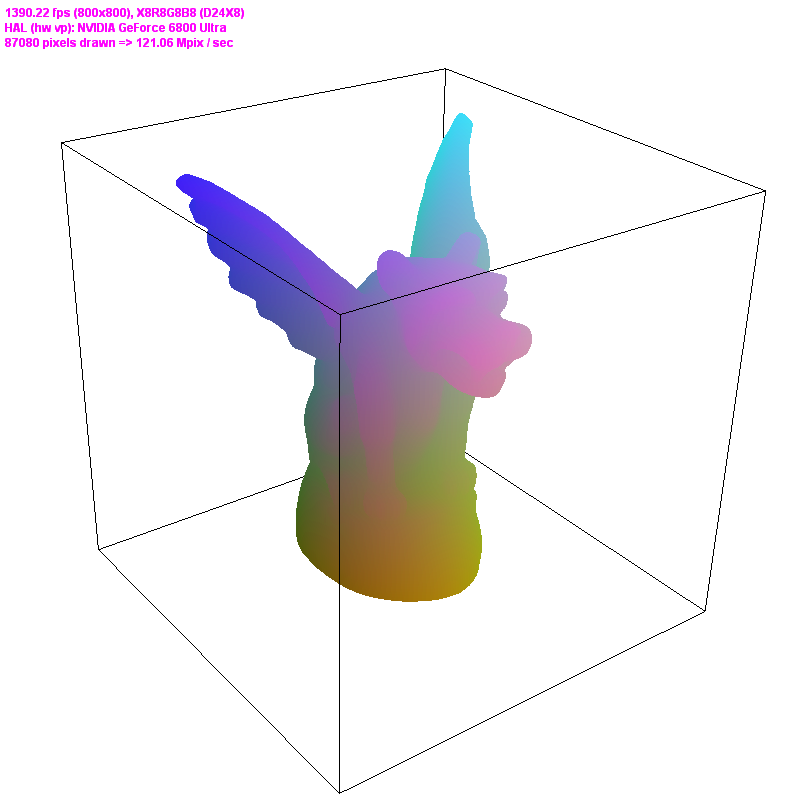 1390.22 fps (800x800), X8R8G8B8 (D24X8)
HAL (hw vp): NVIDIA GeForce 6800 Ultra
87080 pixels drawn => 121.06 Mpix / sec